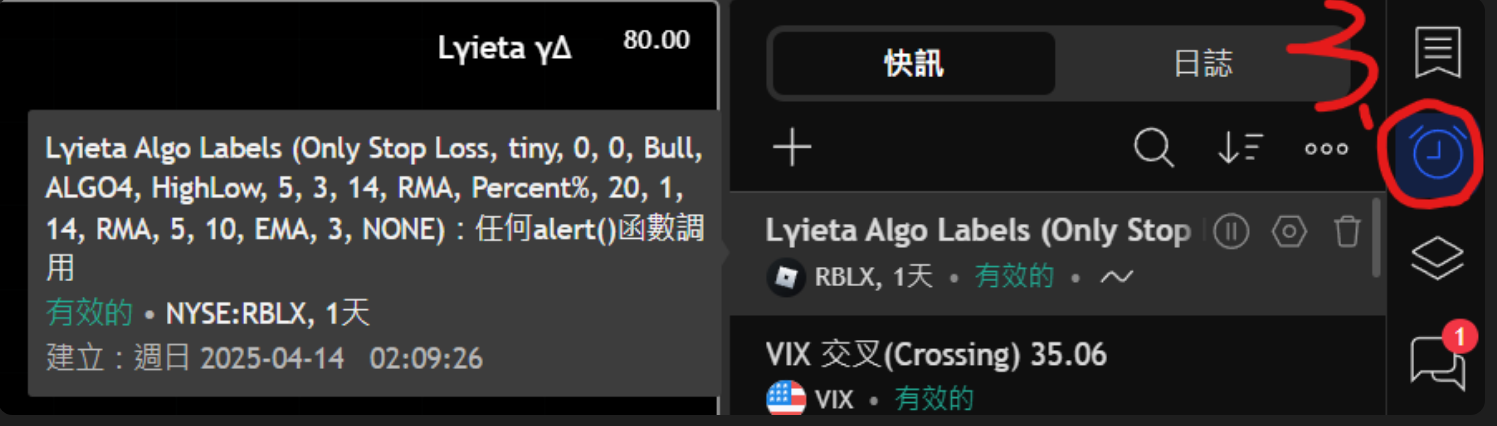 Lγieta γΔ
80.00
Lγieta Algo Labels (Only Stop Loss, tiny, 0, 0, Bull,
ALGO4, HighLow, 5, 3, 14, RMA, Percent%, 20, 1,
14, RMA, 5, 10, EMA, 3, NONE)：任何alert()函數調
用
有效的 • NYSE:RBLX, 1天
建立：週日 2025-04-14 02:09:26
快訊
日誌
3
Lγieta Algo Labels (Only Stop
RBLX, 1天 • 有效的 •
VIX 交叉(Crossing) 35.06
VIX • 有效的
1